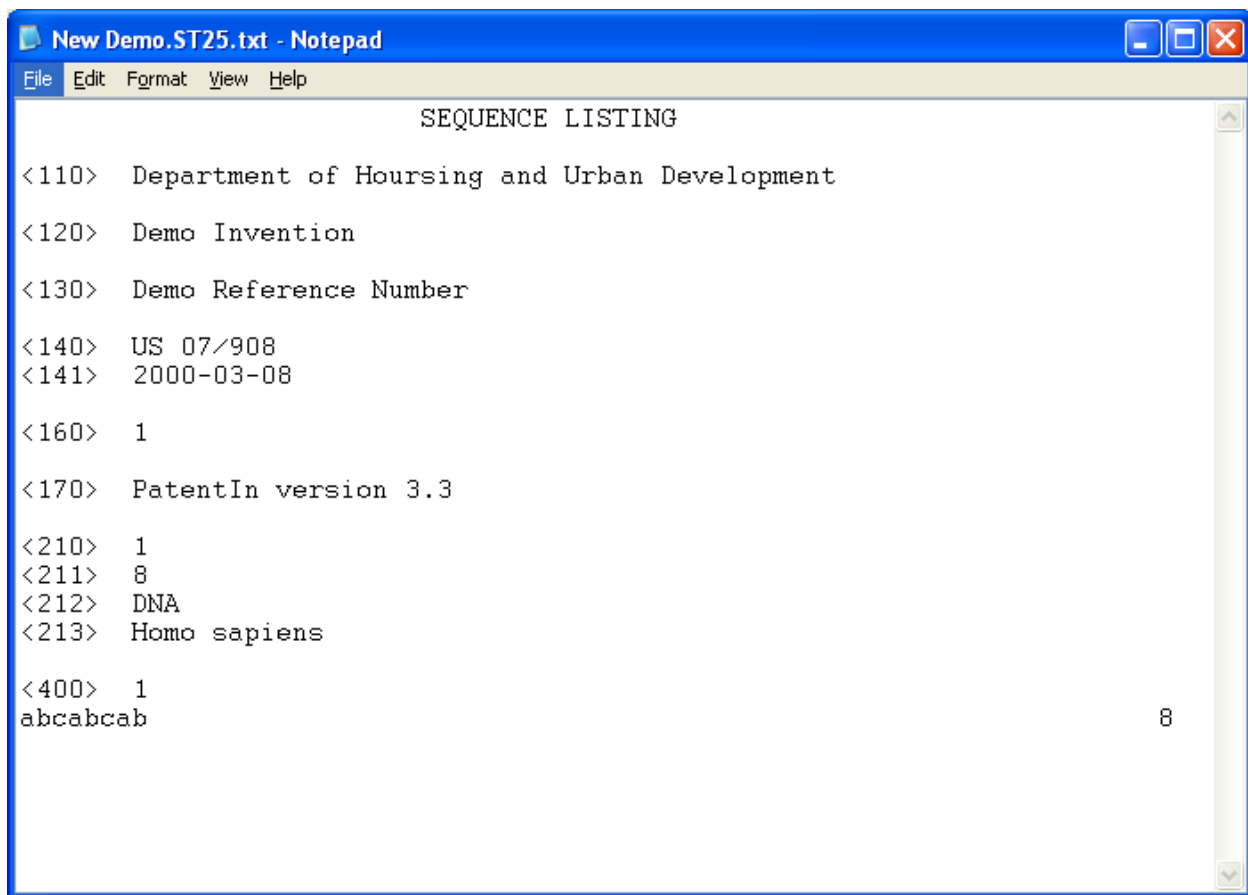 New Demo.ST25.txt - Notepad
File Edit Format View Help
SEQUENCE LISTING
<110> Department of Hoursing and Urban Development
<120> Demo Invention
<130> Demo Reference Number
<140> US 07/908
<141> 2000-03-08
<160> 1
<170> PatentIn version 3.3
<210> 1
<211> 8
<212> DNA
<213> Homo sapiens
<400> 1
abcabcab 8